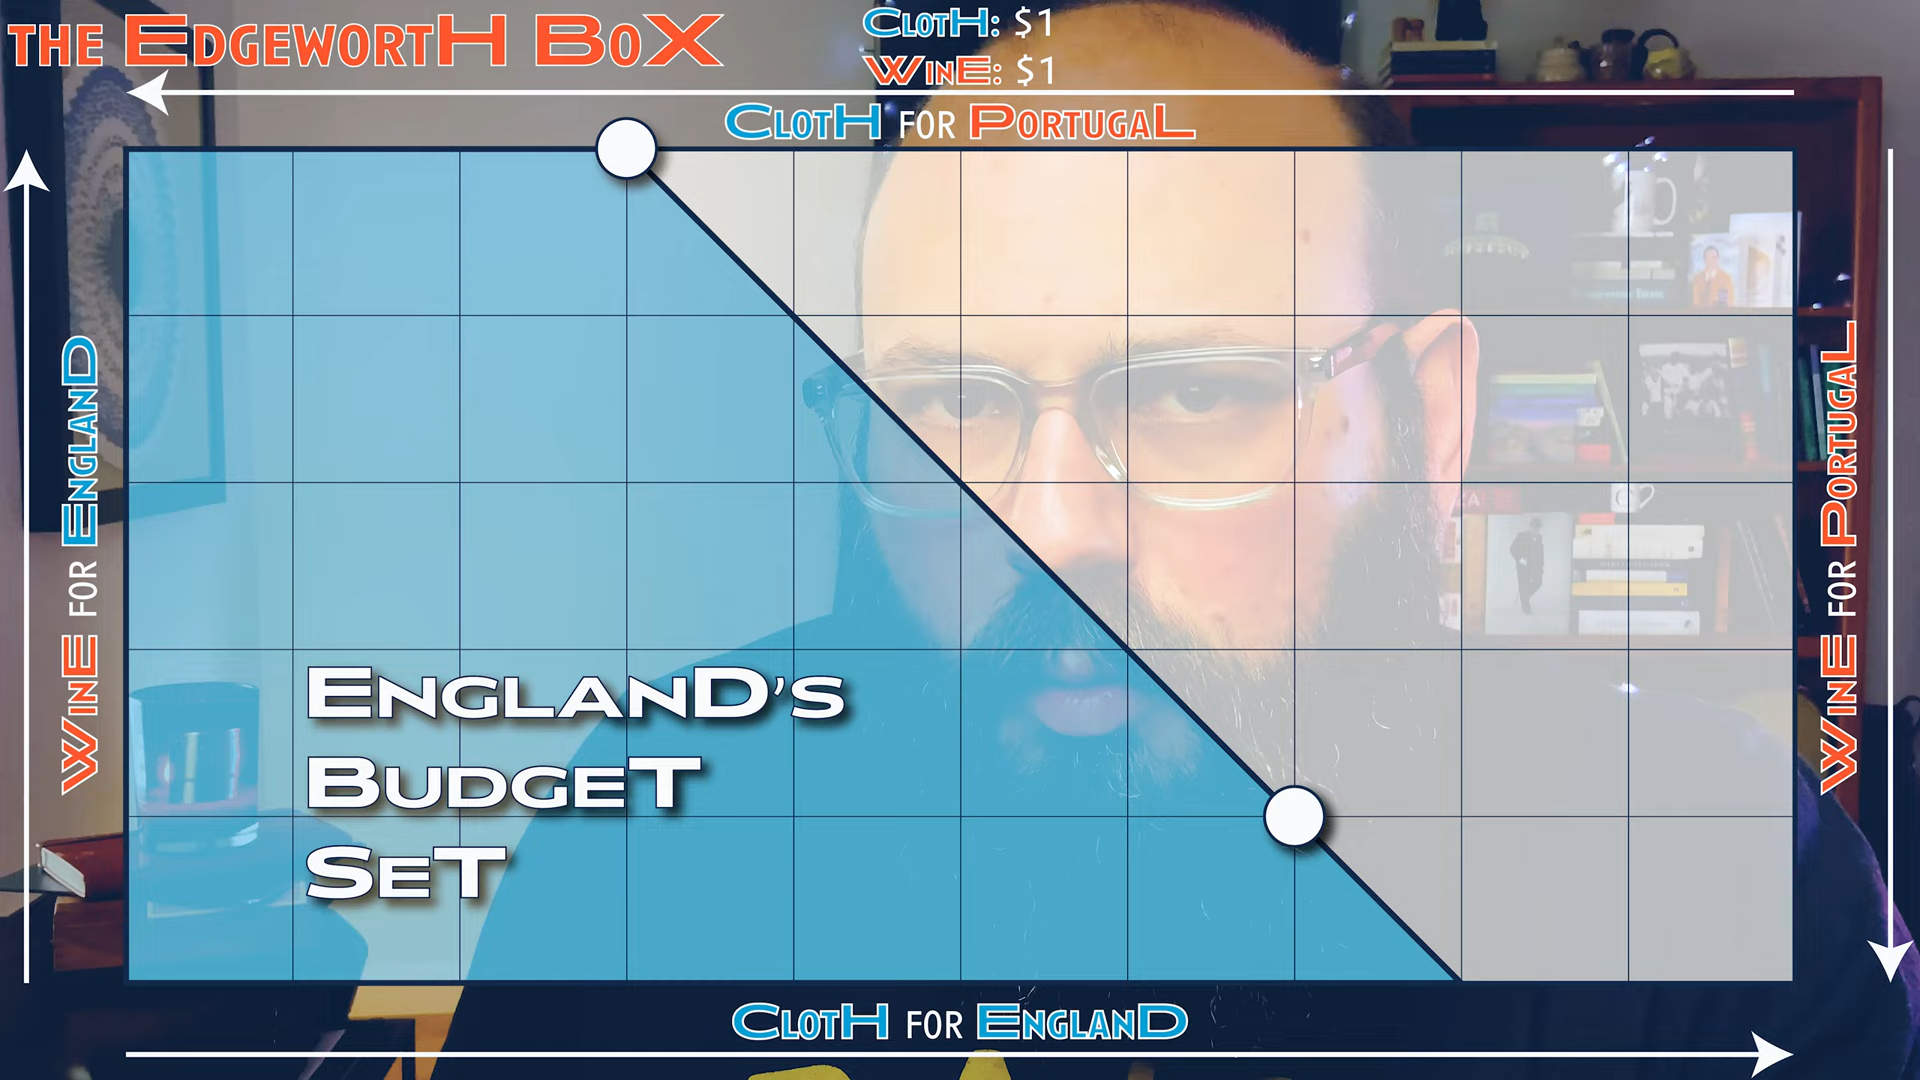 THE EDGEWORTH BOX
CLOTH: $1
WINE: $1
CLOTH FOR PORTUGAL
WINE FOR ENGLAND
WINE FOR PORTUGAL
ENGLAND'S
BUDGET
SET
CLOTH FOR ENGLAND